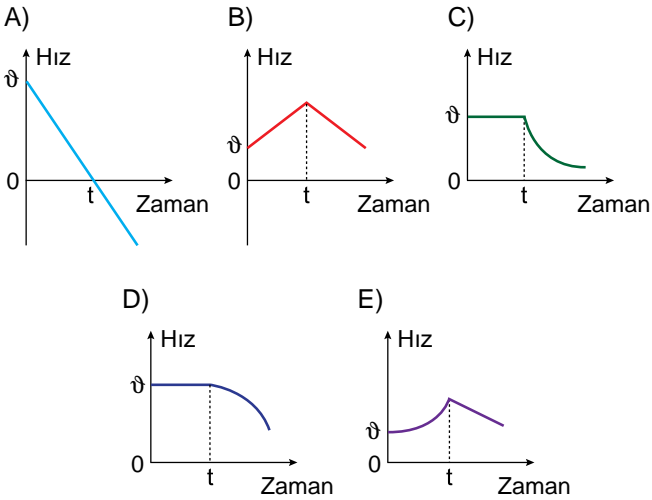 A)
Hız
ϑ
0
t
Zaman
B)
Hız
ϑ
0
t
Zaman
C)
Hız
ϑ
0
t
Zaman
D)
Hız
ϑ
0
t
Zaman
E)
Hız
ϑ
0
t
Zaman